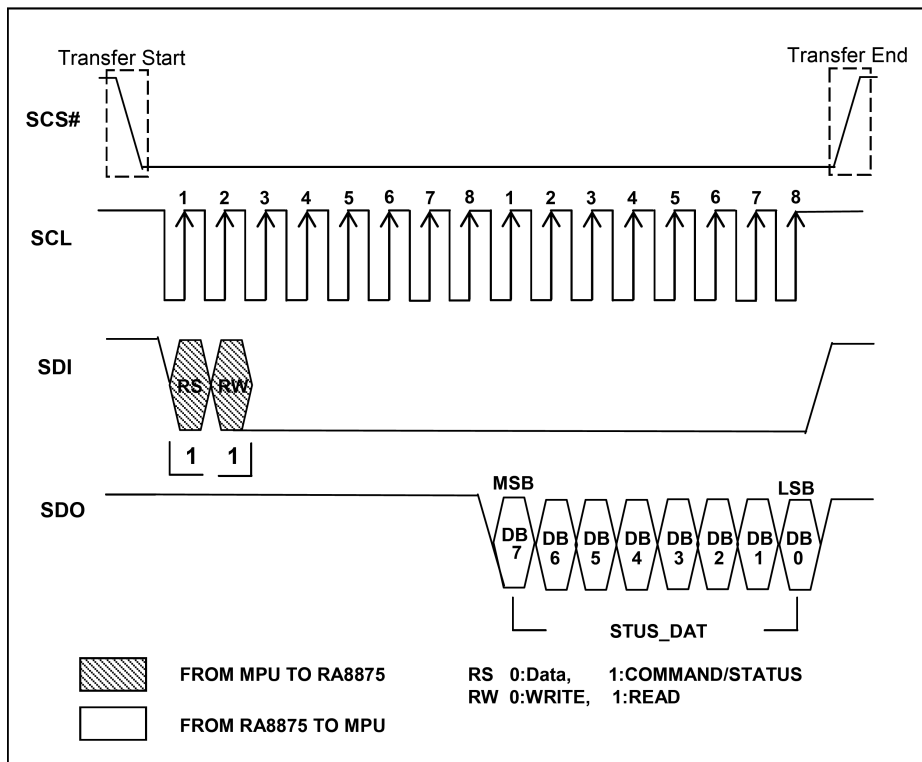 Transfer Start
Transfer End
SCS#
1 2 3 4 5 6 7 8 1 2 3 4 5 6 7 8
SCL
SDI
RS RW
1 1
MSB
LSB
SDO
DB 7 DB 6 DB 5 DB 4 DB 3 DB 2 DB 1 DB 0
STUS_DAT
FROM MPU TO RA8875
RS 0:Data, 1:COMMAND/STATUS
RW 0:WRITE, 1:READ
FROM RA8875 TO MPU